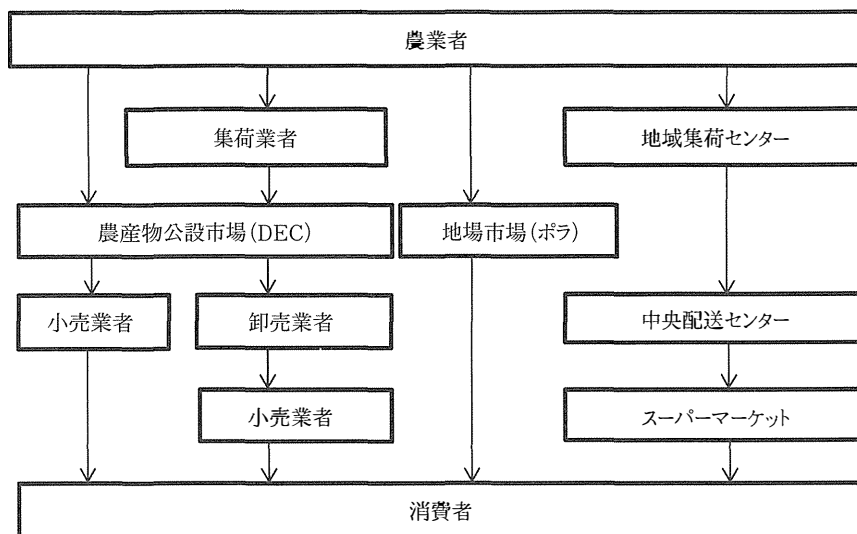 農業者
集荷業者
地域集荷センター
農産物公設市場(DEC)
地場市場(ポラ)
小売業者
卸売業者
中央配送センター
小売業者
スーパーマーケット
消費者